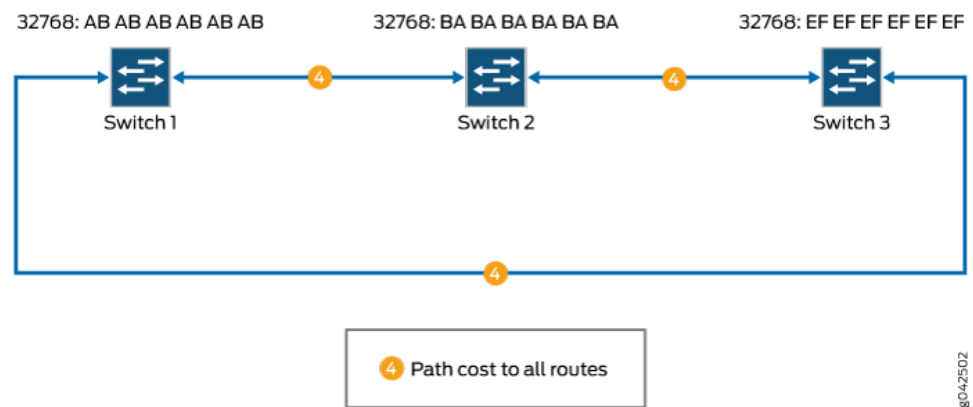 32768: AB AB AB AB AB AB
32768: BA BA BA BA BA BA
32768: EF EF EF EF EF EF
4
4
Switch 1
Switch 2
Switch 3
4
4 Path cost to all routes
g042502